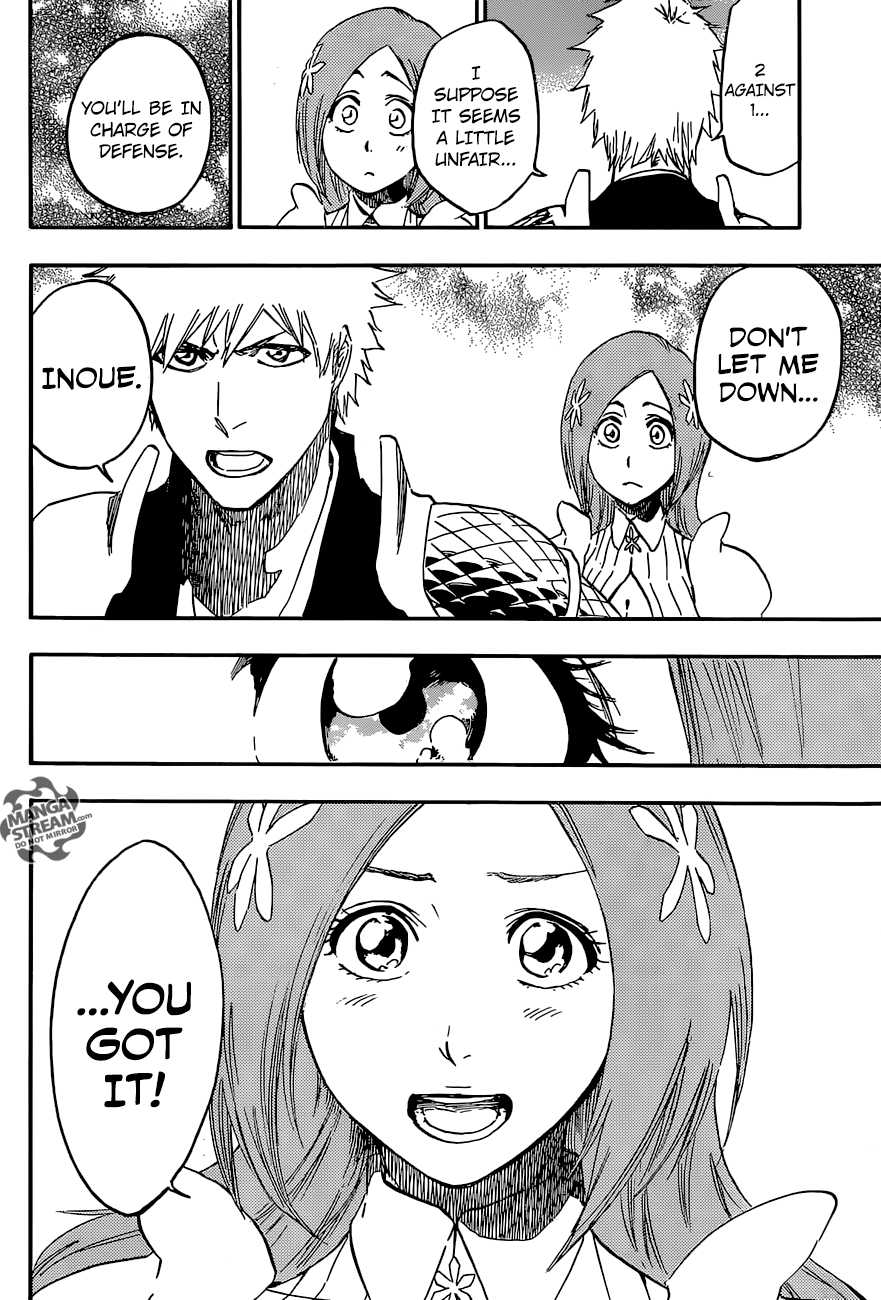 2
AGAINST
1...
I
SUPPOSE
IT SEEMS
A LITTLE
UNFAIR...
YOU'LL BE IN
CHARGE OF
DEFENSE.
DON'T
LET ME
DOWN...
INOUE.
MANGA
STREAM.com
DO NOT MIRROR
...YOU
GOT
IT!